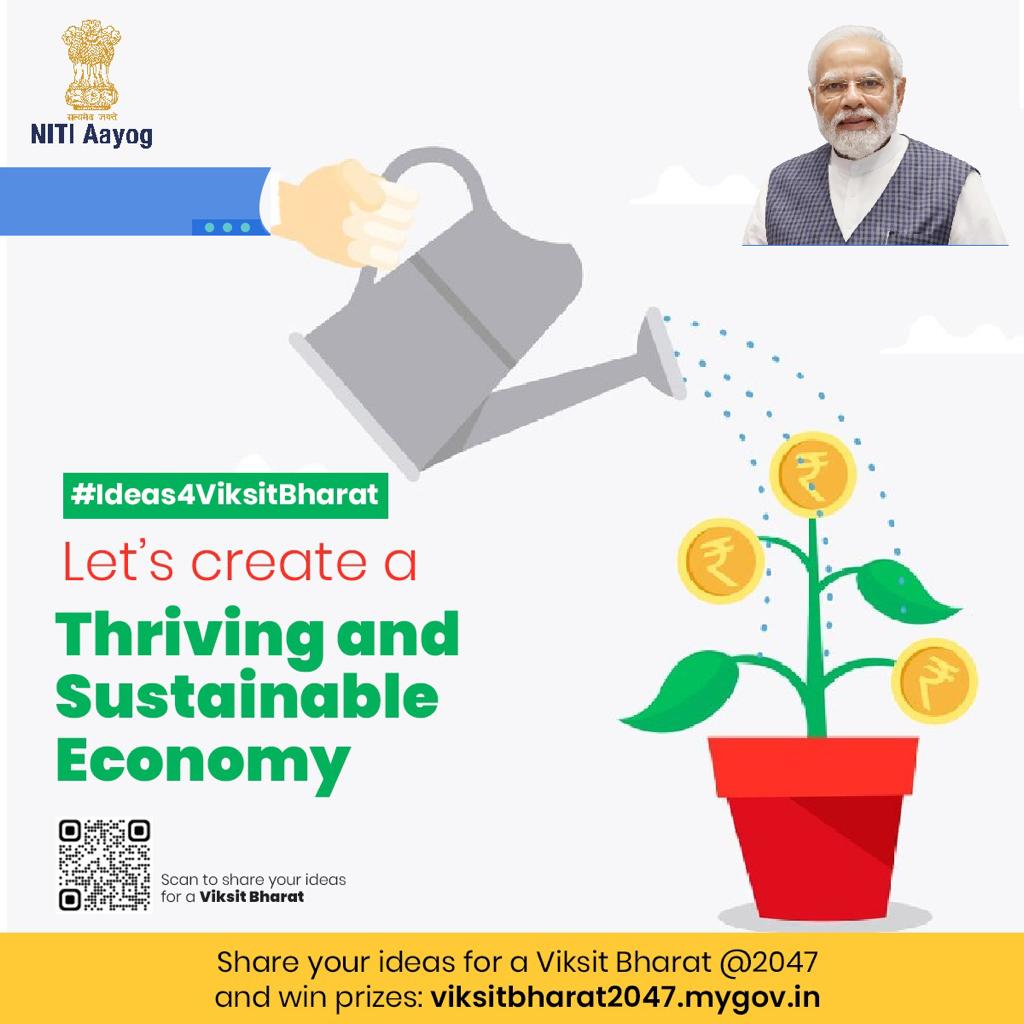 सत्यमेव जयते
NITI Aayog
#Ideas4ViksitBharat
Let's create a
Thriving and
Sustainable
Economy
₹
₹
₹
Scan to share your ideas
for a Viksit Bharat
Share your ideas for a Viksit Bharat @2047
and win prizes: viksitbharat2047.mygov.in